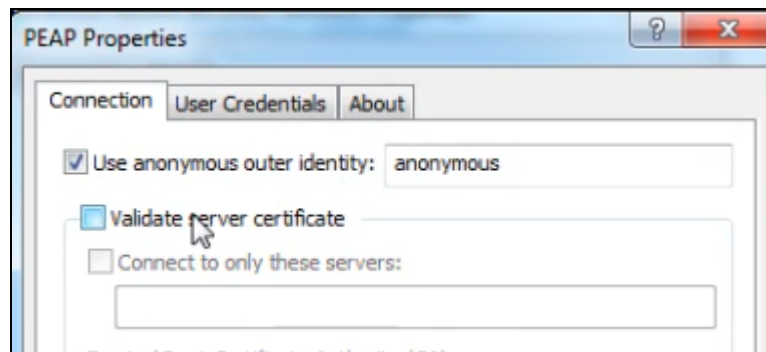 PEAP Properties
Connection User Credentials About
Use anonymous outer identity: anonymous
Validate server certificate
Connect to only these servers: